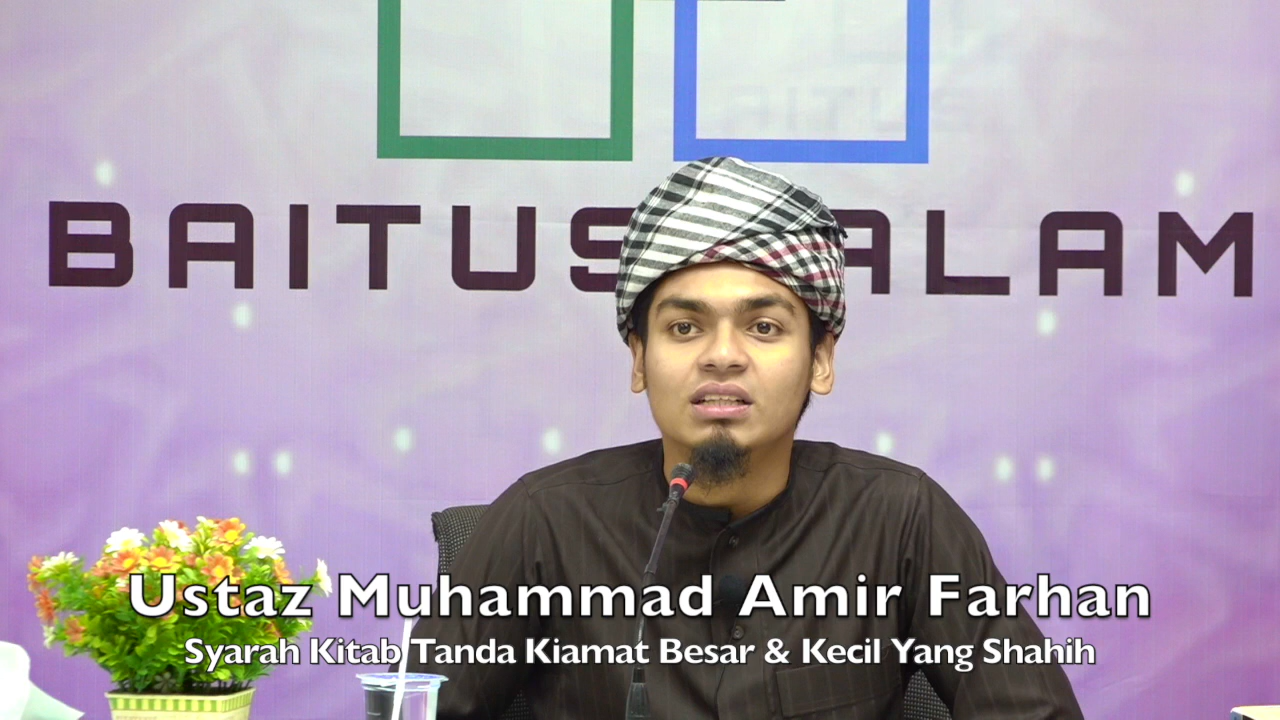 BAITUS ALAM
Ustaz Muhammad Amir Farhan
Syarah Kitab Tanda Kiamat Besar & Kecil Yang Shahih